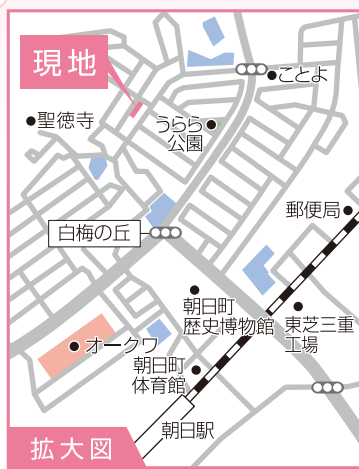 現地
ことよ
聖徳寺
うらら
公園
郵便局
白梅の丘
朝日町
歴史博物館
東芝三重
工場
オークワ
朝日町
体育館
朝日駅
拡大図